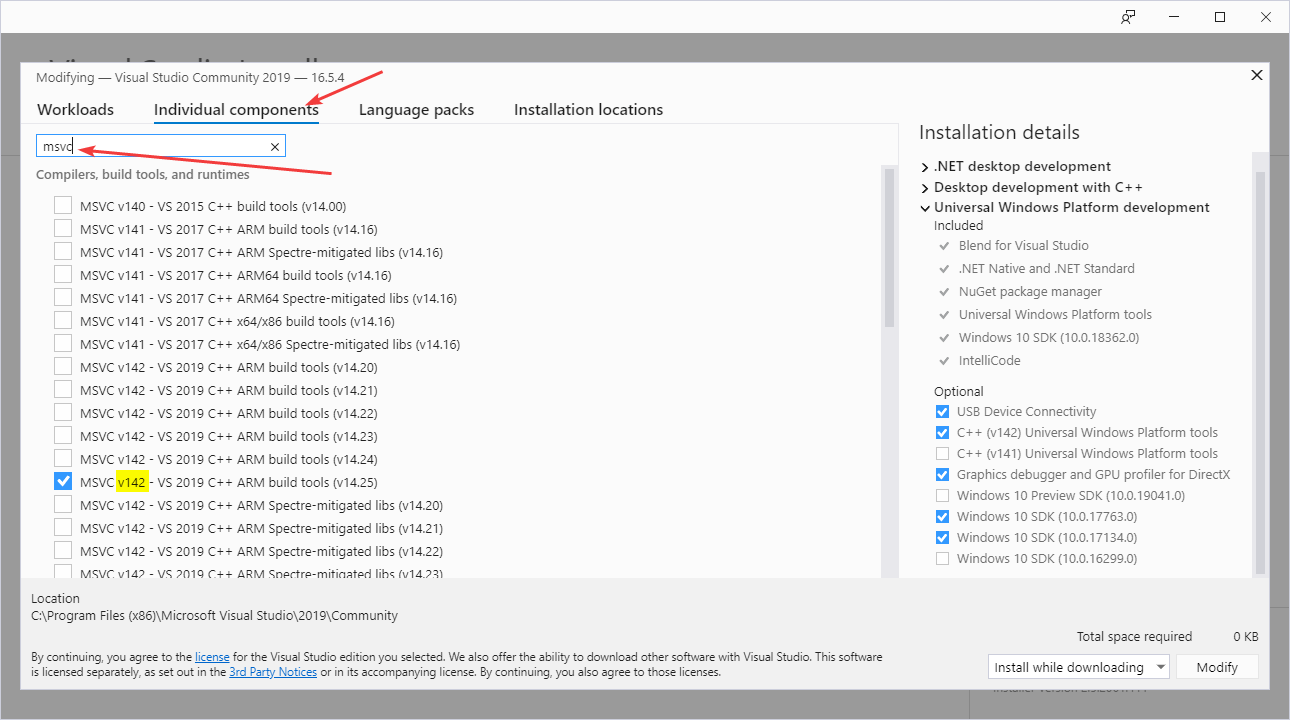 Modifying — Visual Studio Community 2019 — 16.5.4
Workloads
Individual components
Language packs
Installation locations
msvc
Compilers, build tools, and runtimes
MSVC v140 - VS 2015 C++ build tools (v14.00)
MSVC v141 - VS 2017 C++ ARM build tools (v14.16)
MSVC v141 - VS 2017 C++ ARM Spectre-mitigated libs (v14.16)
MSVC v141 - VS 2017 C++ ARM64 build tools (v14.16)
MSVC v141 - VS 2017 C++ ARM64 Spectre-mitigated libs (v14.16)
MSVC v141 - VS 2017 C++ x64/x86 build tools (v14.16)
MSVC v141 - VS 2017 C++ x64/x86 Spectre-mitigated libs (v14.16)
MSVC v142 - VS 2019 C++ ARM build tools (v14.20)
MSVC v142 - VS 2019 C++ ARM build tools (v14.21)
MSVC v142 - VS 2019 C++ ARM build tools (v14.22)
MSVC v142 - VS 2019 C++ ARM build tools (v14.23)
MSVC v142 - VS 2019 C++ ARM build tools (v14.24)
MSVC v142 - VS 2019 C++ ARM build tools (v14.25)
MSVC v142 - VS 2019 C++ ARM Spectre-mitigated libs (v14.20)
MSVC v142 - VS 2019 C++ ARM Spectre-mitigated libs (v14.21)
MSVC v142 - VS 2019 C++ ARM Spectre-mitigated libs (v14.22)
MSVC v142 - VS 2019 C++ ARM Spectre-mitigated libs (v14.23)
Installation details
.NET desktop development
Desktop development with C++
Universal Windows Platform development
Included
Blend for Visual Studio
.NET Native and .NET Standard
NuGet package manager
Universal Windows Platform tools
Windows 10 SDK (10.0.18362.0)
IntelliCode
Optional
USB Device Connectivity
C++ (v142) Universal Windows Platform tools
C++ (v141) Universal Windows Platform tools
Graphics debugger and GPU profiler for DirectX
Windows 10 Preview SDK (10.0.19041.0)
Windows 10 SDK (10.0.17763.0)
Windows 10 SDK (10.0.17134.0)
Windows 10 SDK (10.0.16299.0)
Location
C:\Program Files (x86)\Microsoft Visual Studio\2019\Community
Total space required 0 KB
By continuing, you agree to the license for the Visual Studio edition you selected. We also offer the ability to download other software with Visual Studio. This software
is licensed separately, as set out in the 3rd Party Notices or in its accompanying license. By continuing, you also agree to those licenses.
Install while downloading
Modify